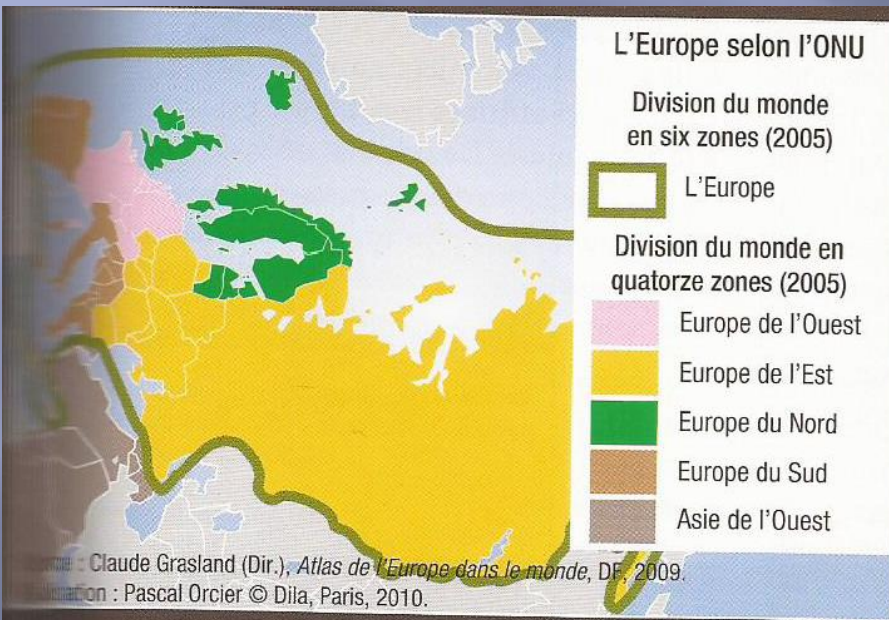 L'Europe selon l'ONU
Division du monde
en six zones (2005)
L'Europe
Division du monde en
quatorze zones (2005)
Europe de l'Ouest
Europe de l'Est
Europe du Nord
Europe du Sud
Asie de l'Ouest
: Claude Grasland (Dir.), Atlas de l'Europe dans le monde, DF, 2009.
: Pascal Orcier © Dila, Paris, 2010.